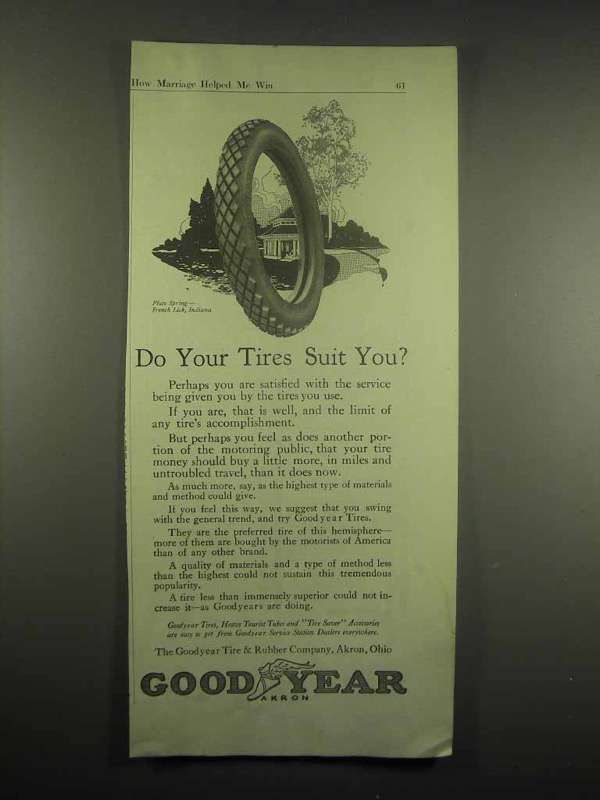 How Marriage Helped Me Win 61
Pluto Spring—
French Lick, Indiana
Do Your Tires Suit You?
Perhaps you are satisfied with the service
being given you by the tires you use.
If you are, that is well, and the limit of
any tire's accomplishment.
But perhaps you feel as does another por-
tion of the motoring public, that your tire
money should buy a little more, in miles and
untroubled travel, than it does now.
As much more, say, as the highest type of materials
and method could give.
If you feel this way, we suggest that you swing
with the general trend, and try Goodyear Tires.
They are the preferred tire of this hemisphere—
more of them are bought by the motorists of America
than of any other brand.
A quality of materials and a type of method less
than the highest could not sustain this tremendous
popularity.
A tire less than immensely superior could not in-
crease it—as Goodyears are doing.
Goodyear Tires, Heavy Tourist Tubes and "Tire Saver" Accessories
are easy to get from Goodyear Service Station Dealers everywhere.
The Goodyear Tire & Rubber Company, Akron, Ohio
GOODYEAR
AKRON